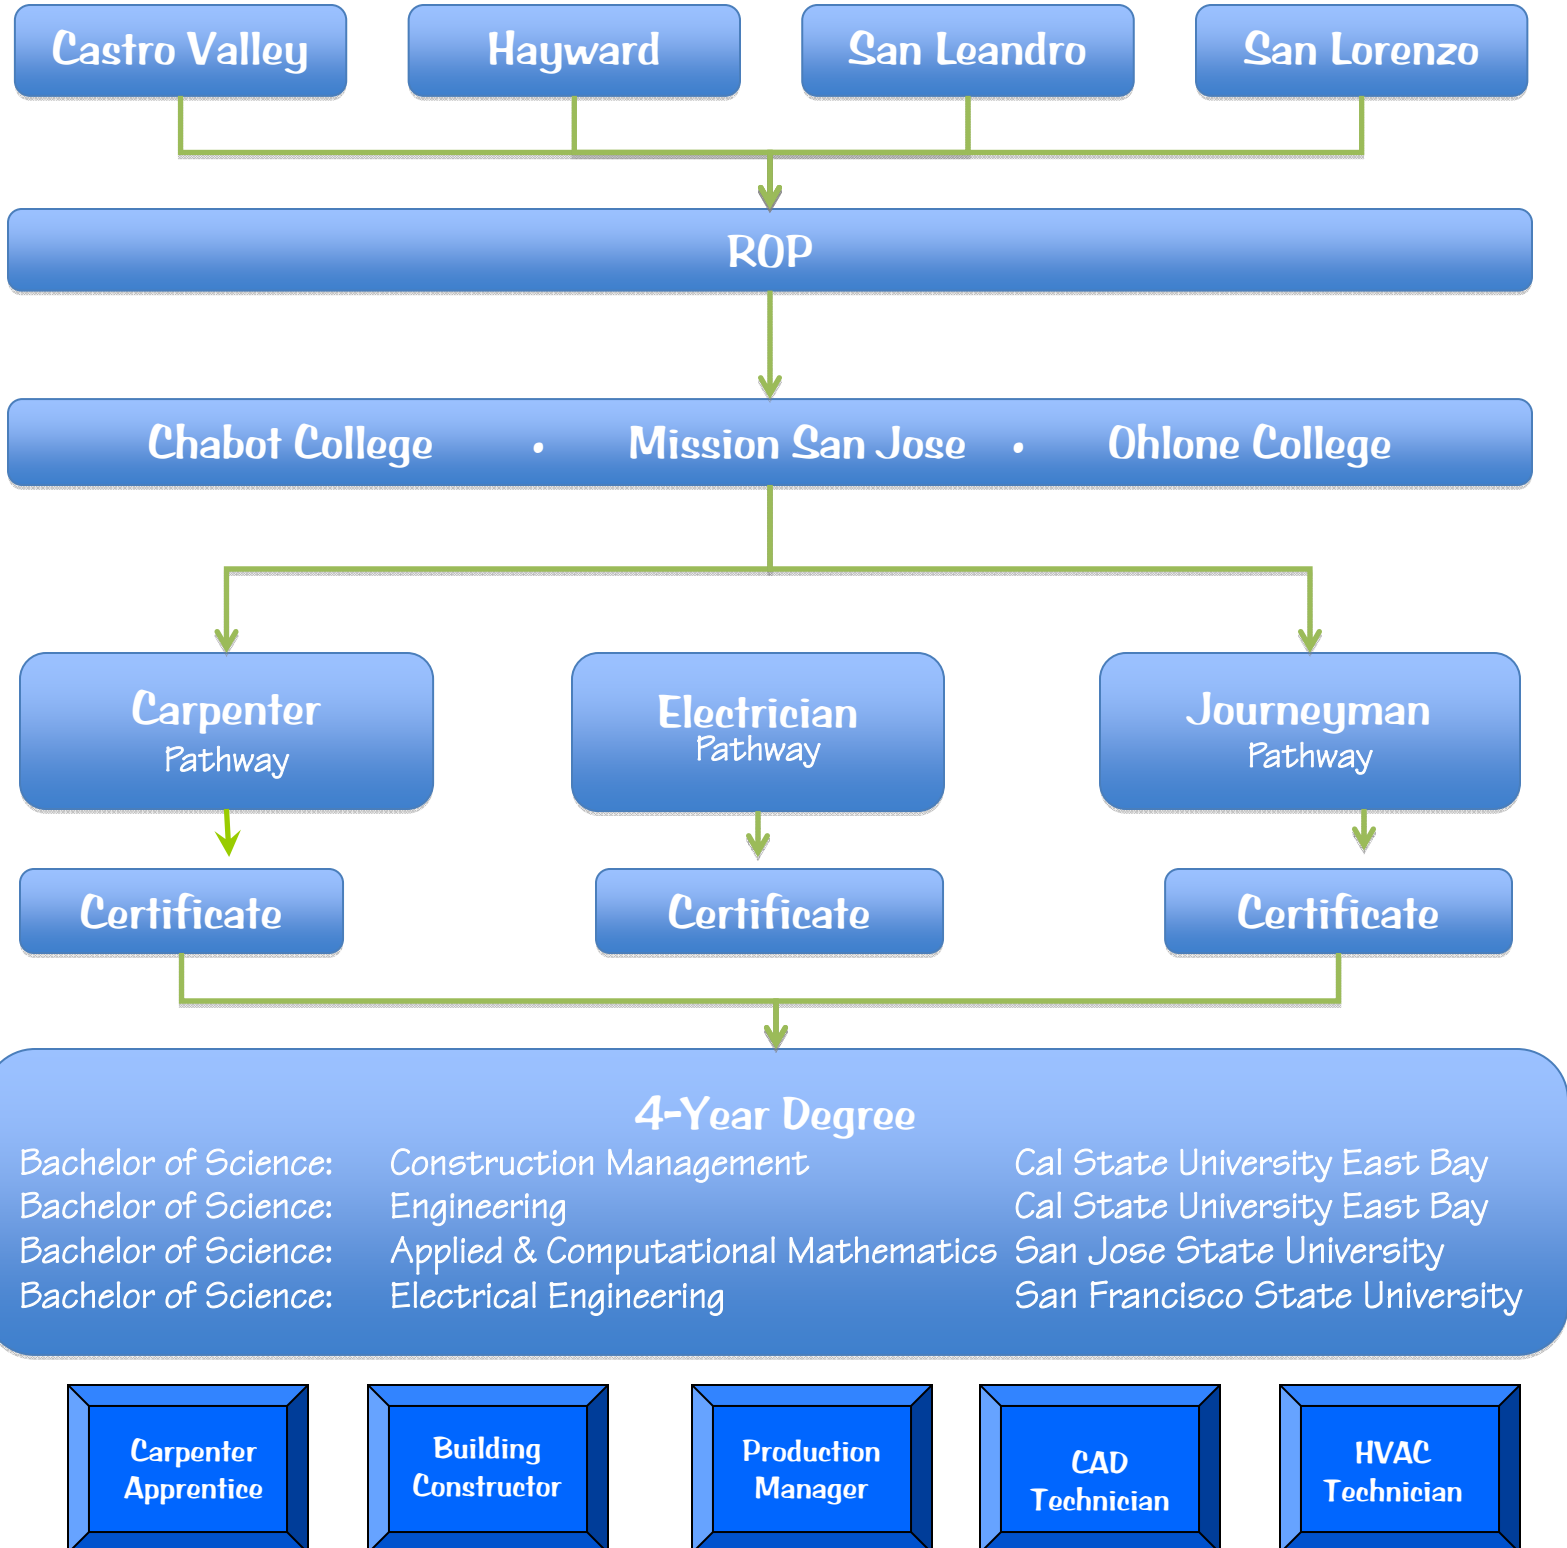 Castro Valley
Hayward
San Leandro
San Lorenzo
ROP
Chabot College • Mission San Jose • Ohlone College
Carpenter
Pathway
Electrician
Pathway
Journeyman
Pathway
Certificate
Certificate
Certificate
4-Year Degree
Bachelor of Science: Construction Management Cal State University East Bay
Bachelor of Science: Engineering Cal State University East Bay
Bachelor of Science: Applied & Computational Mathematics San Jose State University
Bachelor of Science: Electrical Engineering San Francisco State University
Carpenter
Apprentice
Building
Constructor
Production
Manager
CAD
Technician
HVAC
Technician